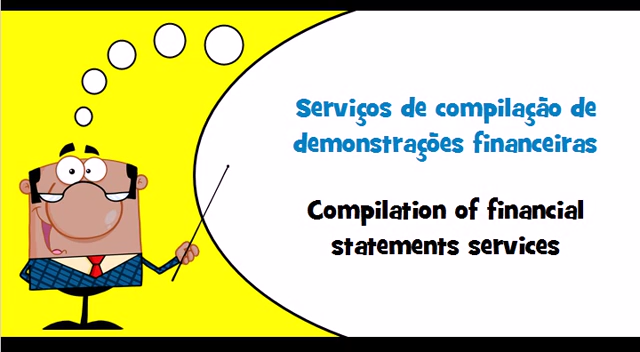 Serviços de compilação de
demonstrações financeiras
Compilation of financial
statements services